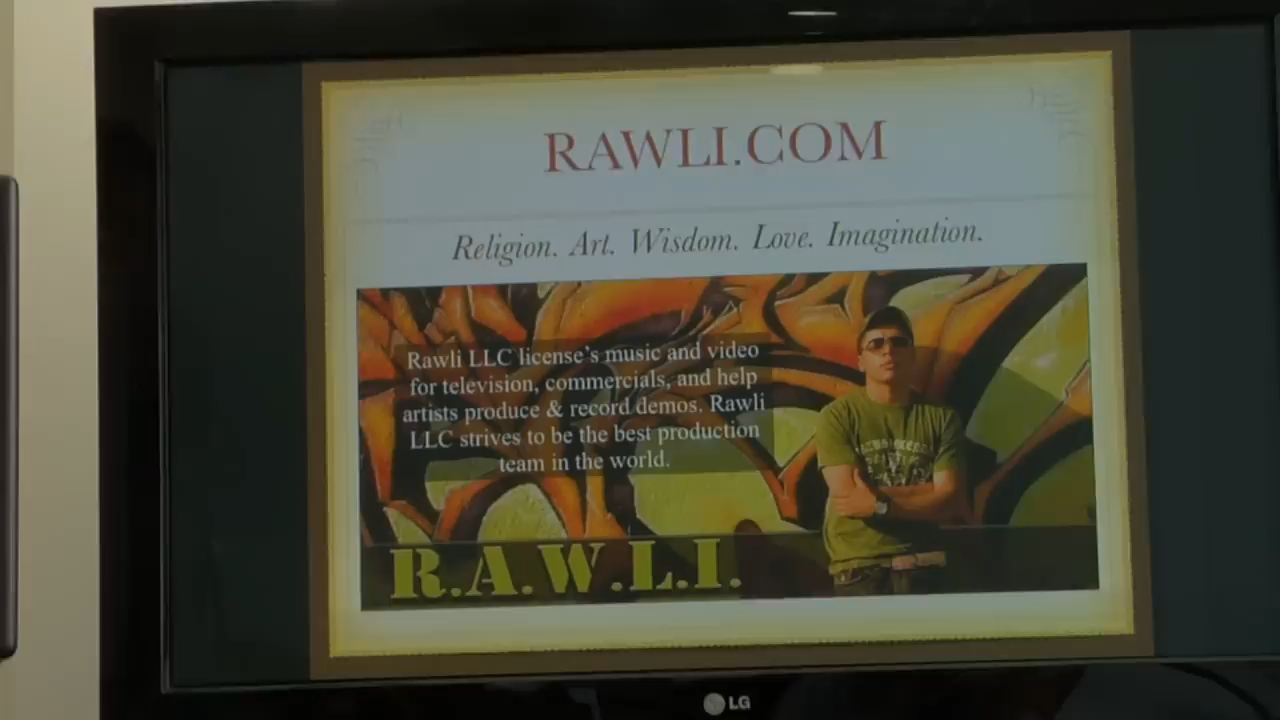 RAWLI.COM
Religion. Art. Wisdom. Love. Imagination.
Rawli LLC license's music and video
for television, commercials, and help
artists produce & record demos. Rawli
LLC strives to be the best production
team in the world.
R.A.W.L.I.
LG